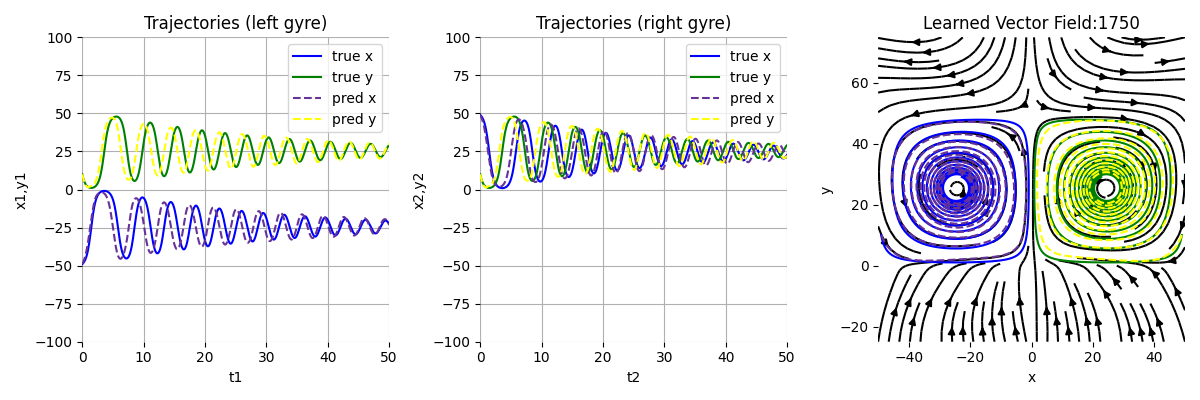 Trajectories (left gyre)
100
75
50
25
0
−25
−50
−75
−100
0
10
20
30
40
50
t1
x1,y1
true x
true y
pred x
pred y
Trajectories (right gyre)
100
75
50
25
0
−25
−50
−75
−100
0
10
20
30
40
50
t2
x2,y2
true x
true y
pred x
pred y
Learned Vector Field:1750
60
40
20
0
−20
−40
−20
0
20
40
x
y